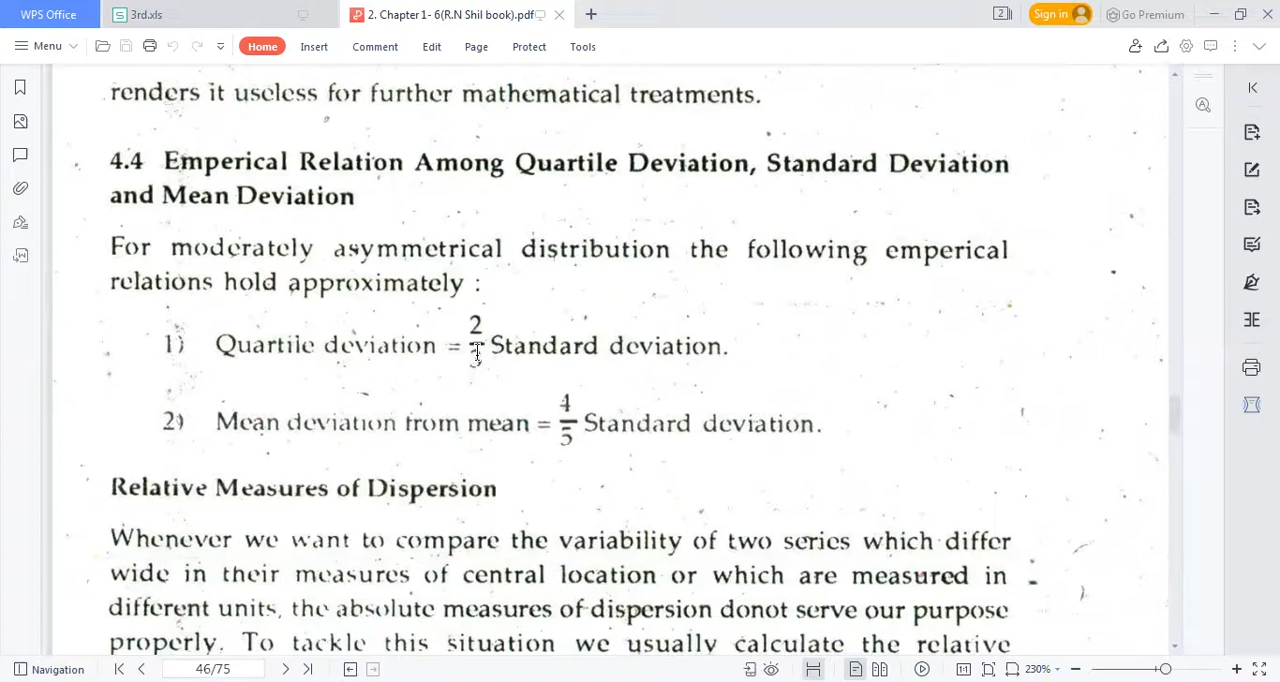 WPS Office
3rd.xls
2. Chapter 1- 6(R.N Shil book).pdf
2
Sign in
Go Premium
Menu
Home
Insert
Comment
Edit
Page
Protect
Tools
renders it useless for further mathematical treatments.
4.4 Emperical Relation Among Quartile Deviation, Standard Deviation
and Mean Deviation
For moderately asymmetrical distribution the following emperical
relations hold approximately :
1) Quartile deviation = 2/3 Standard deviation.
2) Mean deviation from mean = 4/5 Standard deviation.
Relative Measures of Dispersion
Whenever we want to compare the variability of two series which differ
wide in their measures of central location or which are measured in
different units, the absolute measures of dispersion donot serve our purpose
properly. To tackle this situation we usually calculate the relative
Navigation
46/75
230%